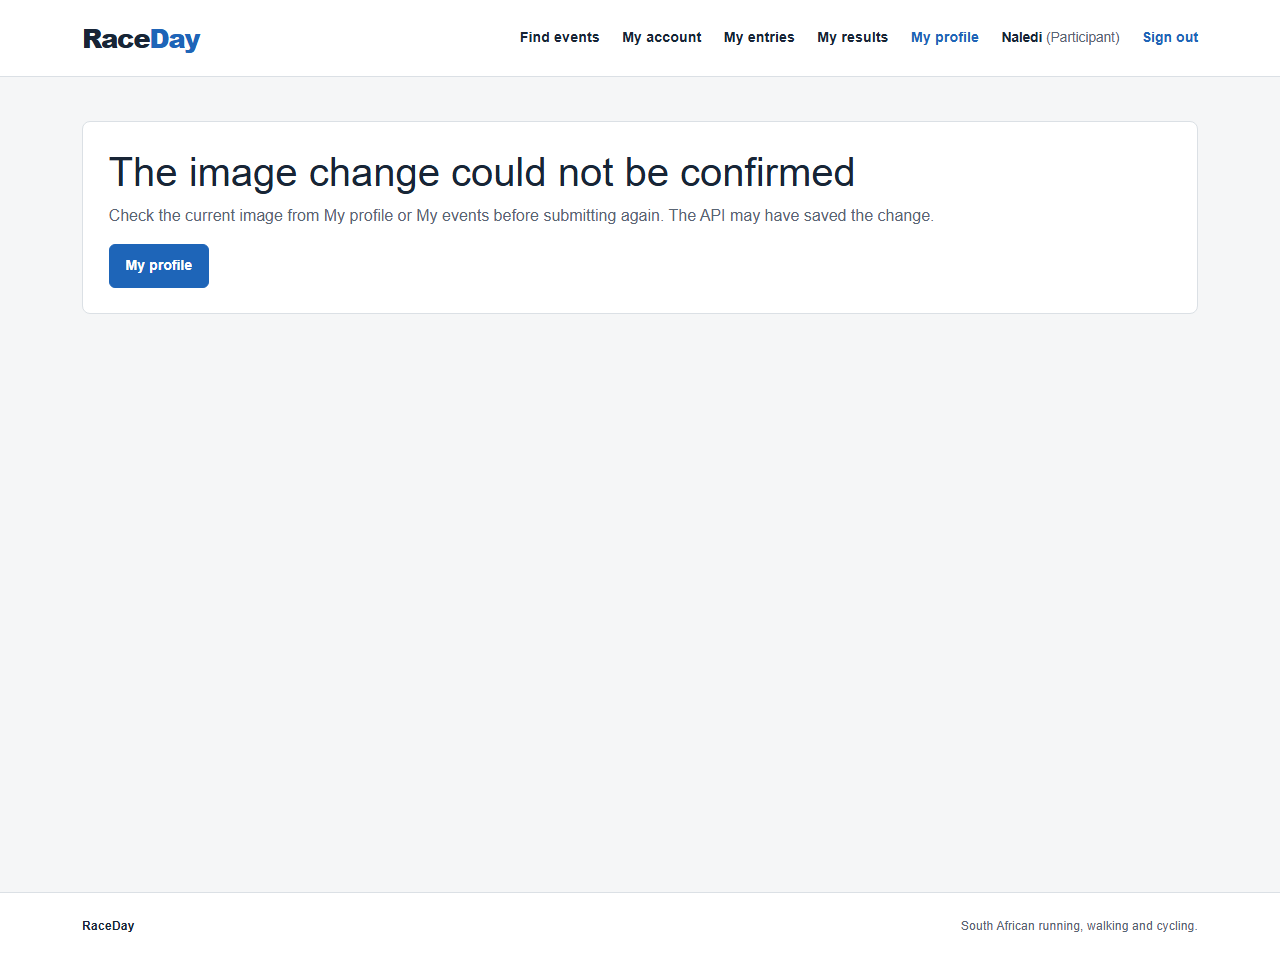 RaceDay
Find events My account My entries My results My profile Naledi (Participant) Sign out
The image change could not be confirmed
Check the current image from My profile or My events before submitting again. The API may have saved the change.
My profile
RaceDay
South African running, walking and cycling.